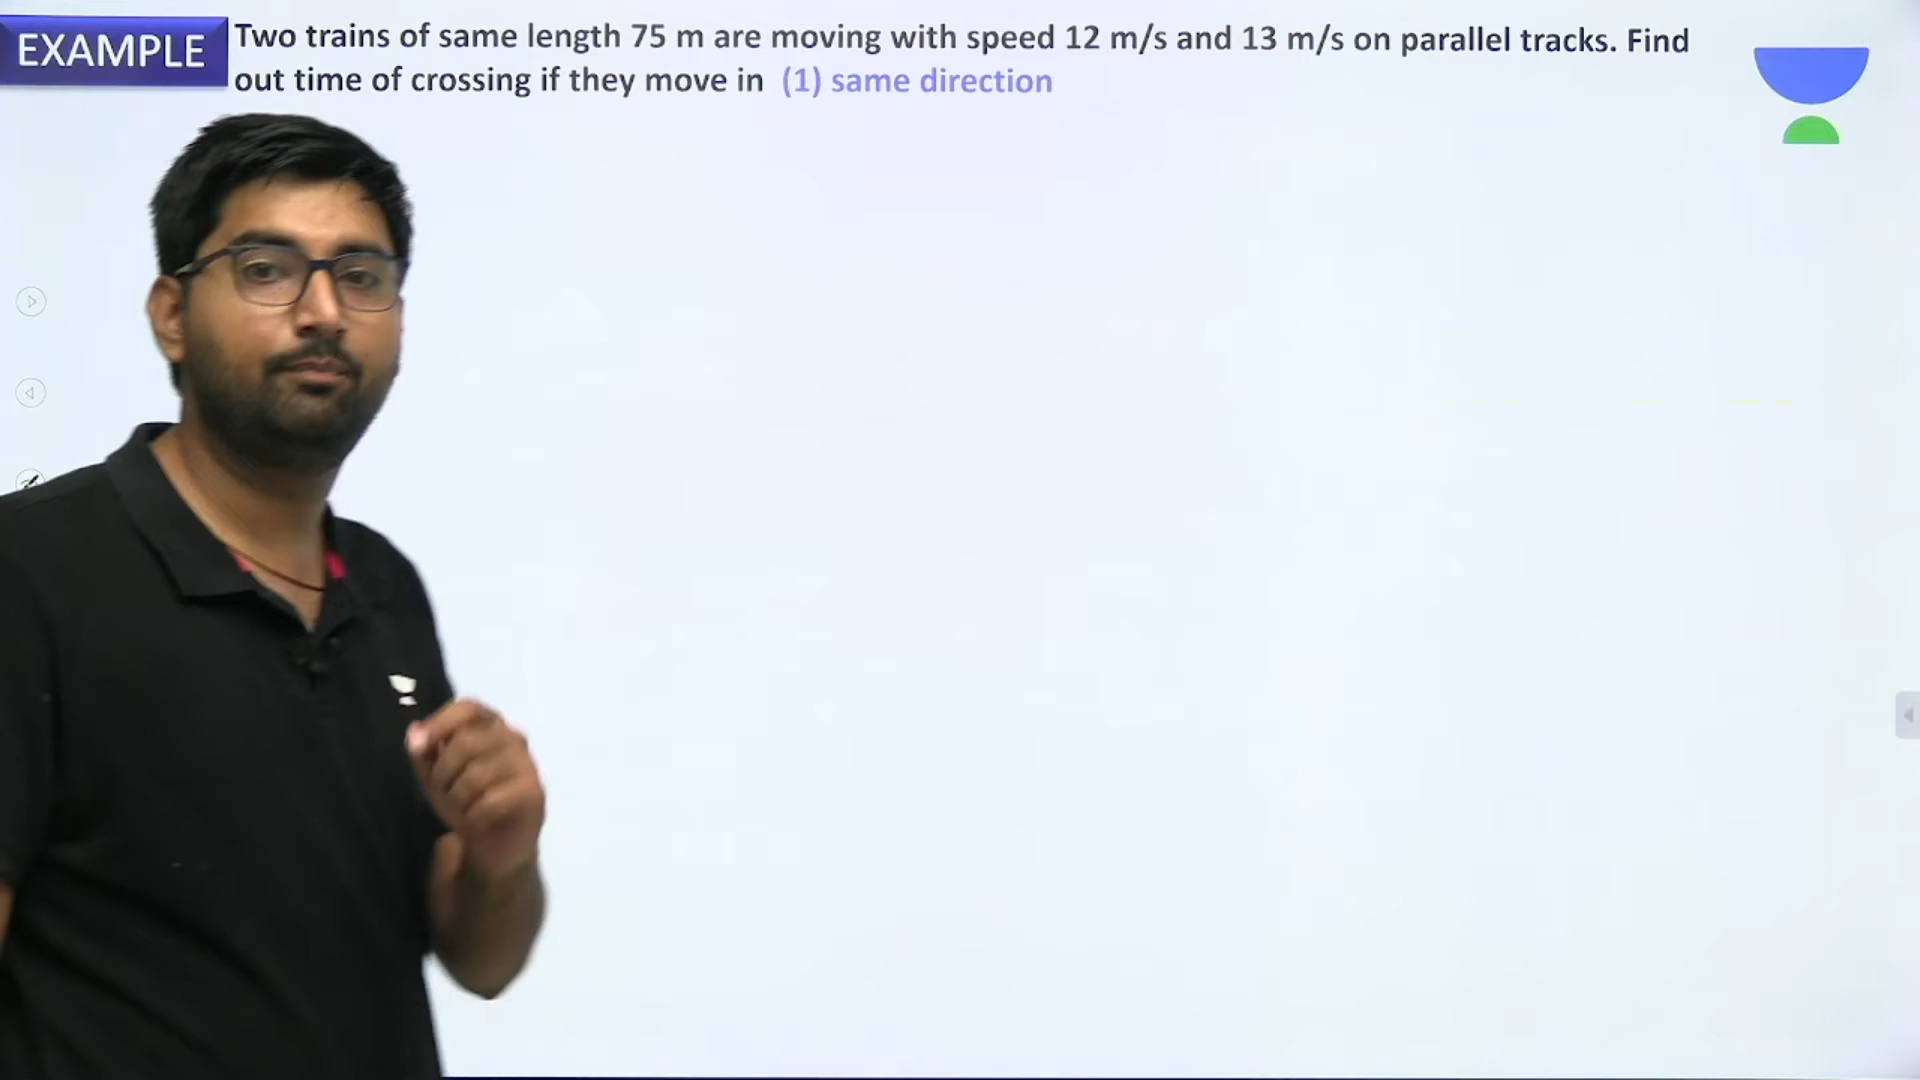 EXAMPLE
Two trains of same length 75 m are moving with speed 12 m/s and 13 m/s on parallel tracks. Find
out time of crossing if they move in (1) same direction